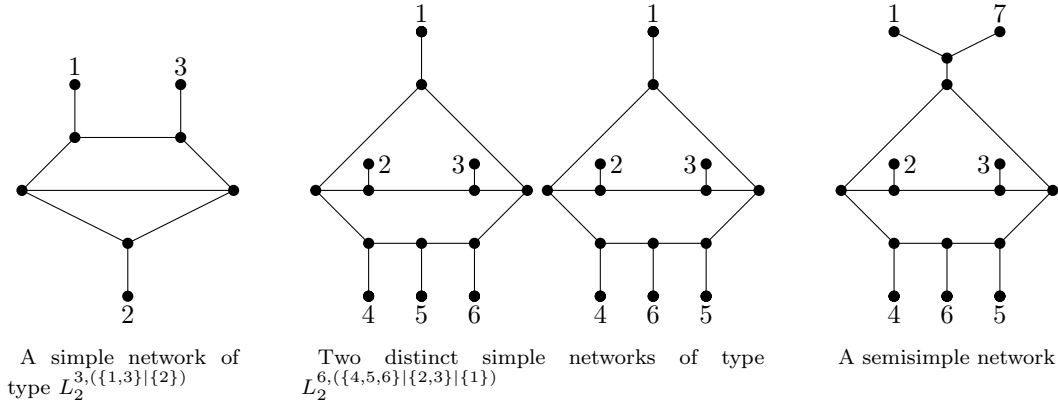 1 1 1 7
1 3
2 3 2 3 2 3
2
4 5 6 4 6 5 4 6 5
A simple network of
type $L_2^{3,(\{1,3\}|\{2\})}$
Two distinct simple networks of type
$L_2^{6,(\{4,5,6\}|\{2,3\}|\{1\})}$
A semisimple network